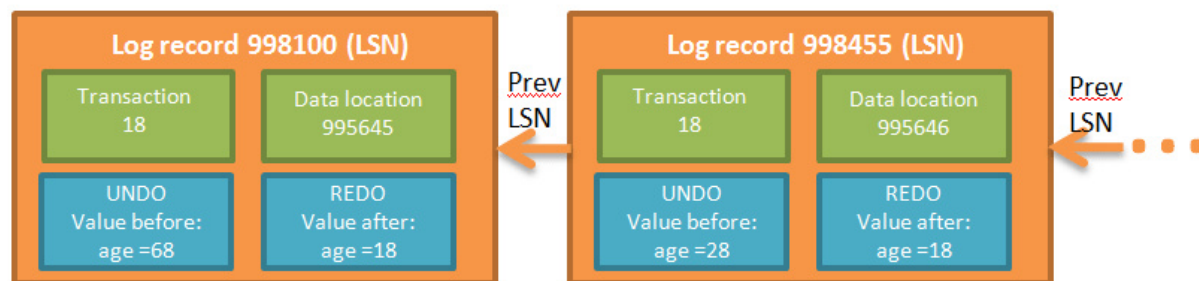 Log record 998100 (LSN)
Transaction
18
Data location
995645
UNDO
Value before:
age =68
REDO
Value after:
age =18
Prev
LSN
Log record 998455 (LSN)
Transaction
18
Data location
995646
UNDO
Value before:
age =28
REDO
Value after:
age =18
Prev
LSN